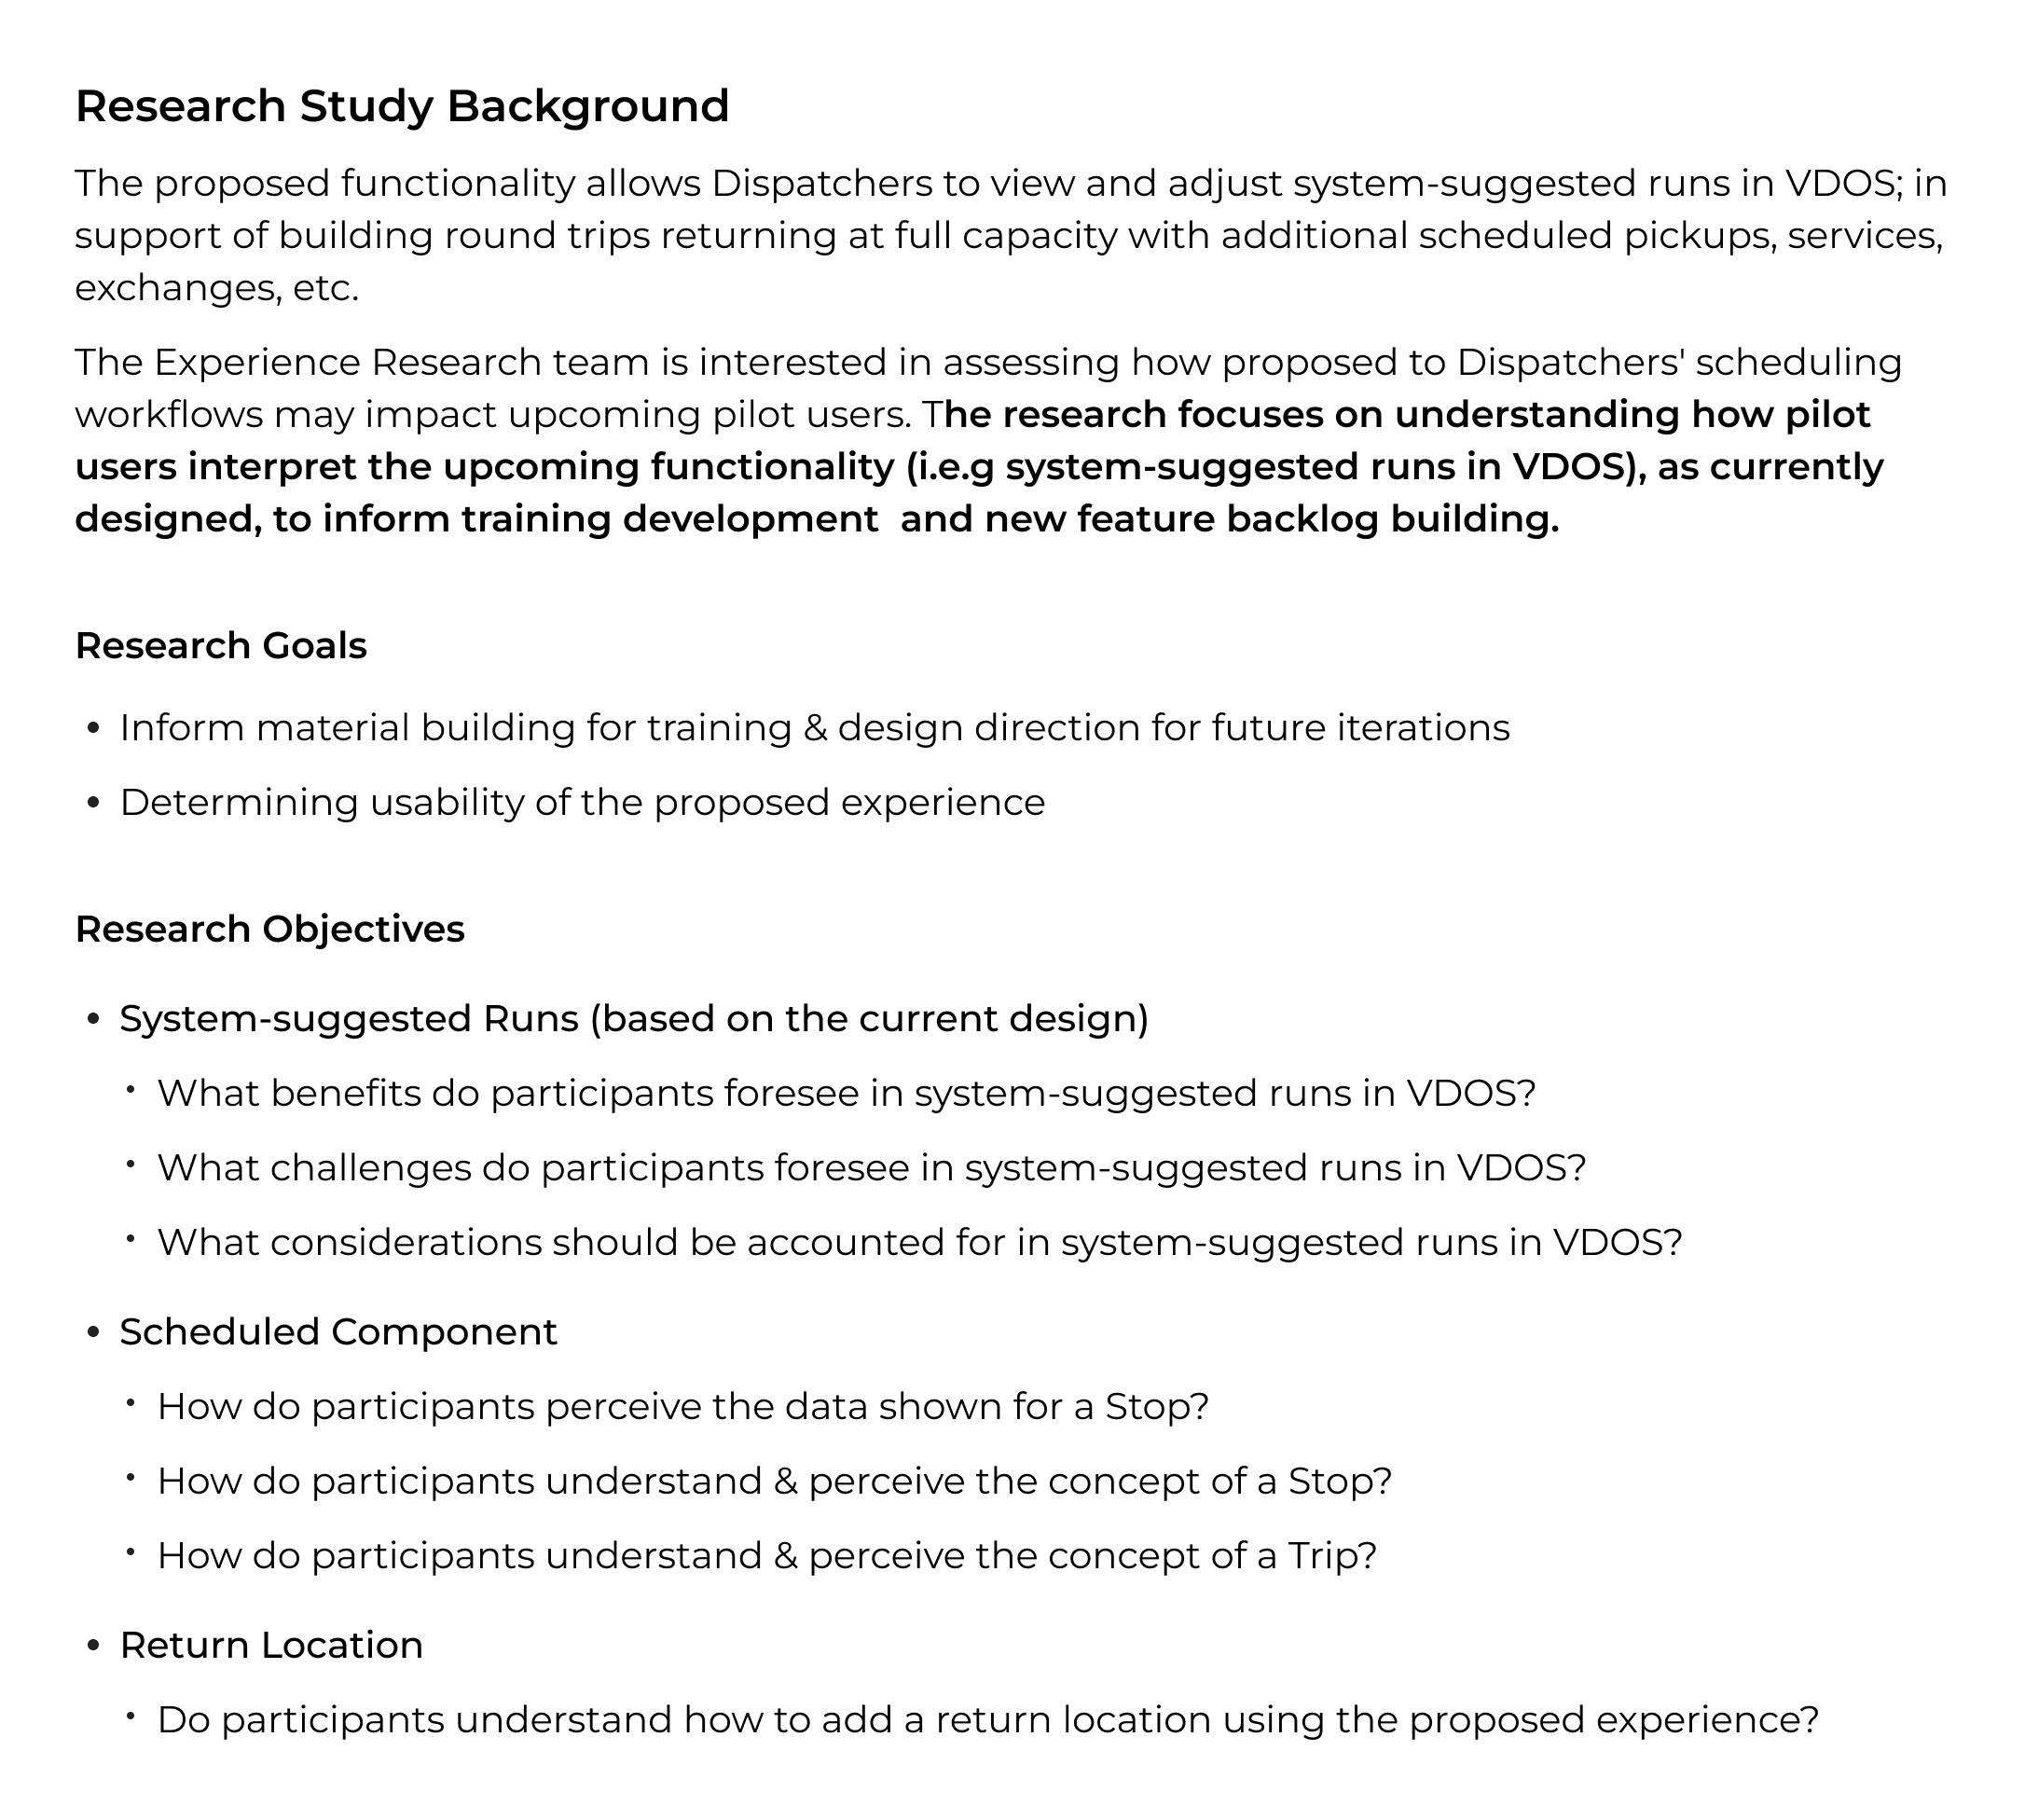 Research Study Background
The proposed functionality allows Dispatchers to view and adjust system-suggested runs in VDOS; in
support of building round trips returning at full capacity with additional scheduled pickups, services,
exchanges, etc.
The Experience Research team is interested in assessing how proposed to Dispatchers' scheduling
workflows may impact upcoming pilot users. The research focuses on understanding how pilot
users interpret the upcoming functionality (i.e.g system-suggested runs in VDOS), as currently
designed, to inform training development  and new feature backlog building.
Research Goals
• Inform material building for training & design direction for future iterations
• Determining usability of the proposed experience
Research Objectives
• System-suggested Runs (based on the current design)
• What benefits do participants foresee in system-suggested runs in VDOS?
• What challenges do participants foresee in system-suggested runs in VDOS?
• What considerations should be accounted for in system-suggested runs in VDOS?
• Scheduled Component
• How do participants perceive the data shown for a Stop?
• How do participants understand & perceive the concept of a Stop?
• How do participants understand & perceive the concept of a Trip?
• Return Location
• Do participants understand how to add a return location using the proposed experience?